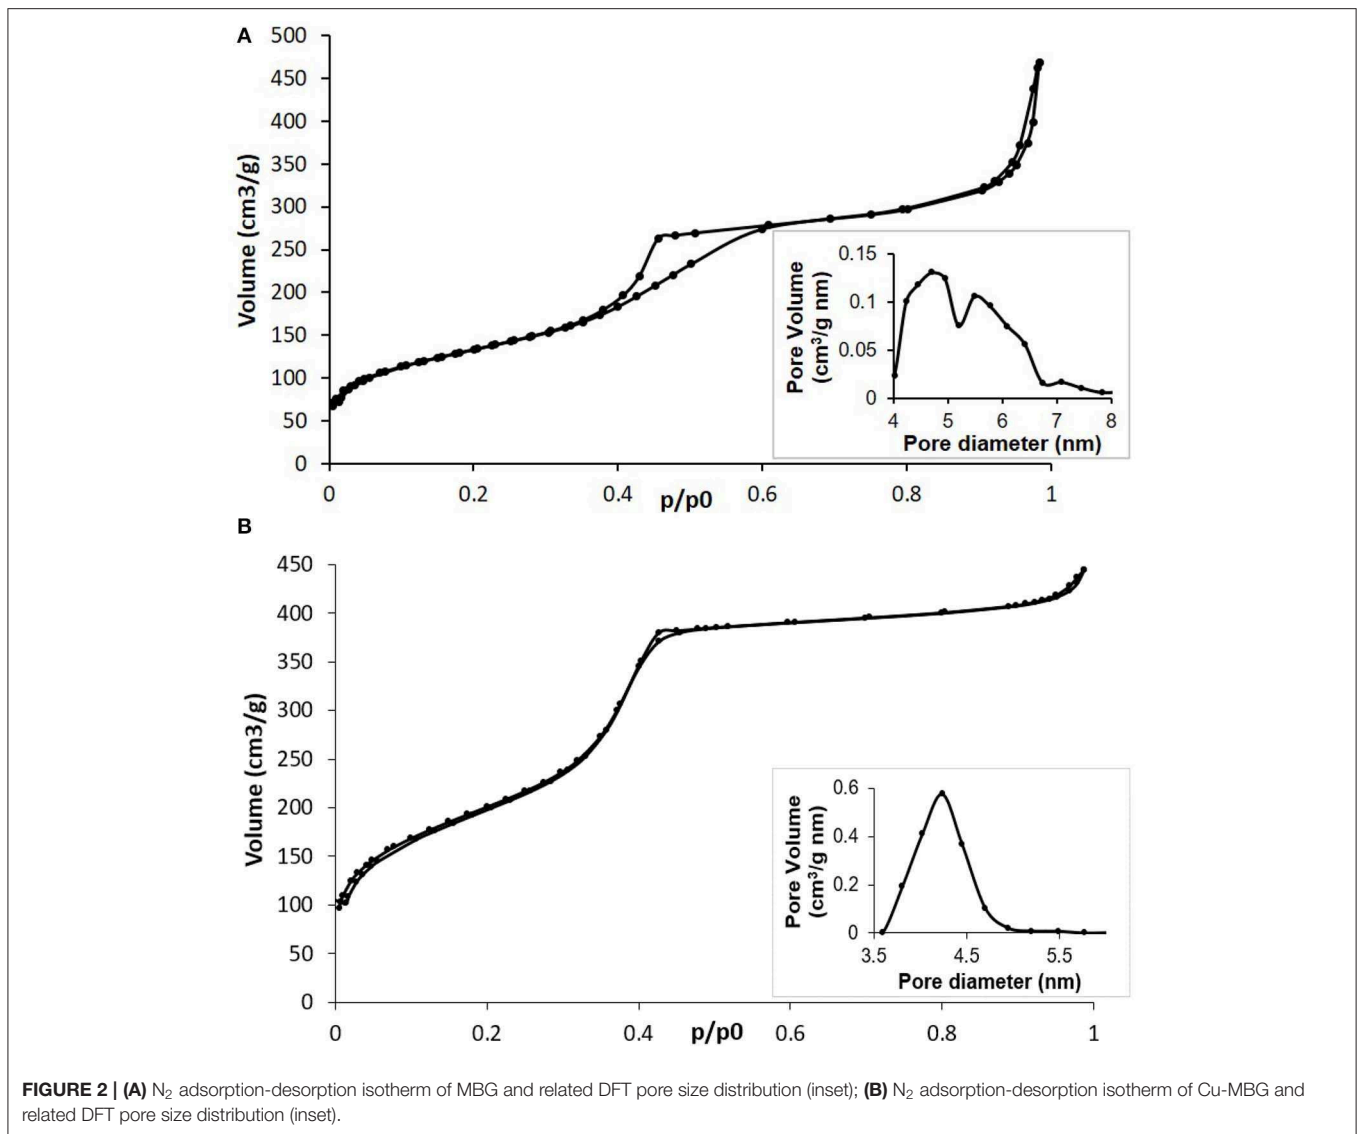 A
500
450
400
350
300
250
200
150
100
50
0
Volume (cm3/g)
0 0.2 0.4 0.6 0.8 1
p/p0
0.15
0.1
0.05
0
Pore Volume
(cm³/g nm)
4 5 6 7 8
Pore diameter (nm)
B
450
400
350
300
250
200
150
100
50
0
Volume (cm3/g)
0 0.2 0.4 0.6 0.8 1
p/p0
0.6
0.4
0.2
0
Pore Volume
(cm³/g nm)
3.5 4.5 5.5
Pore diameter (nm)
FIGURE 2 | (A) N₂ adsorption-desorption isotherm of MBG and related DFT pore size distribution (inset); (B) N₂ adsorption-desorption isotherm of Cu-MBG and
related DFT pore size distribution (inset).